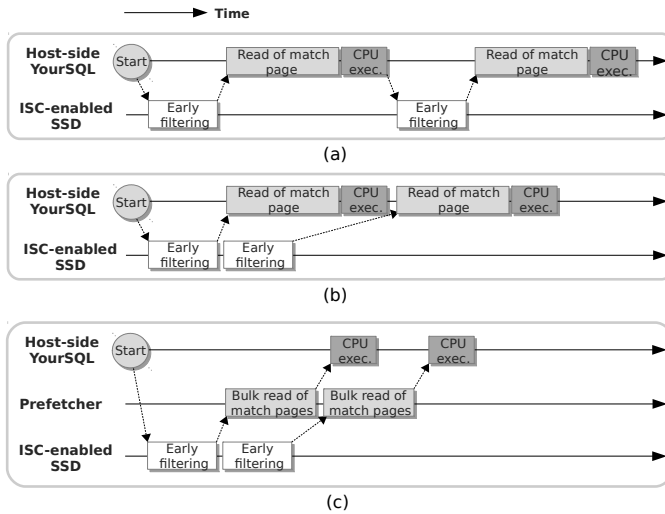 Time
Host-side
YourSQL
Start
Read of match
page
CPU
exec.
Read of match
page
CPU
exec.
ISC-enabled
SSD
Early
filtering
Early
filtering
(a)
Host-side
YourSQL
Start
Read of match
page
CPU
exec.
Read of match
page
CPU
exec.
ISC-enabled
SSD
Early
filtering
Early
filtering
(b)
Host-side
YourSQL
Start
CPU
exec.
CPU
exec.
Prefetcher
Bulk read of
match pages
Bulk read of
match pages
ISC-enabled
SSD
Early
filtering
Early
filtering
(c)